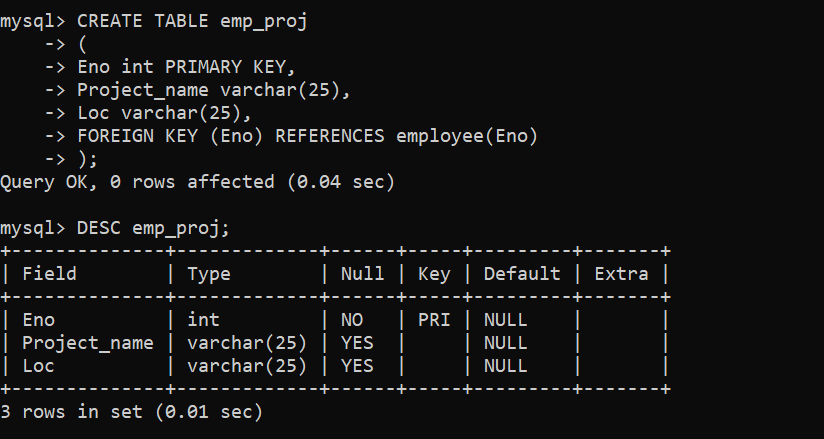 mysql> CREATE TABLE emp_proj
    -> (
    -> Eno int PRIMARY KEY,
    -> Project_name varchar(25),
    -> Loc varchar(25),
    -> FOREIGN KEY (Eno) REFERENCES employee(Eno)
    -> );
Query OK, 0 rows affected (0.04 sec)

mysql> DESC emp_proj;
+--------------+-------------+------+-----+---------+-------+
| Field        | Type        | Null | Key | Default | Extra |
+--------------+-------------+------+-----+---------+-------+
| Eno          | int         | NO   | PRI | NULL    |       |
| Project_name | varchar(25) | YES  |     | NULL    |       |
| Loc          | varchar(25) | YES  |     | NULL    |       |
+--------------+-------------+------+-----+---------+-------+
3 rows in set (0.01 sec)